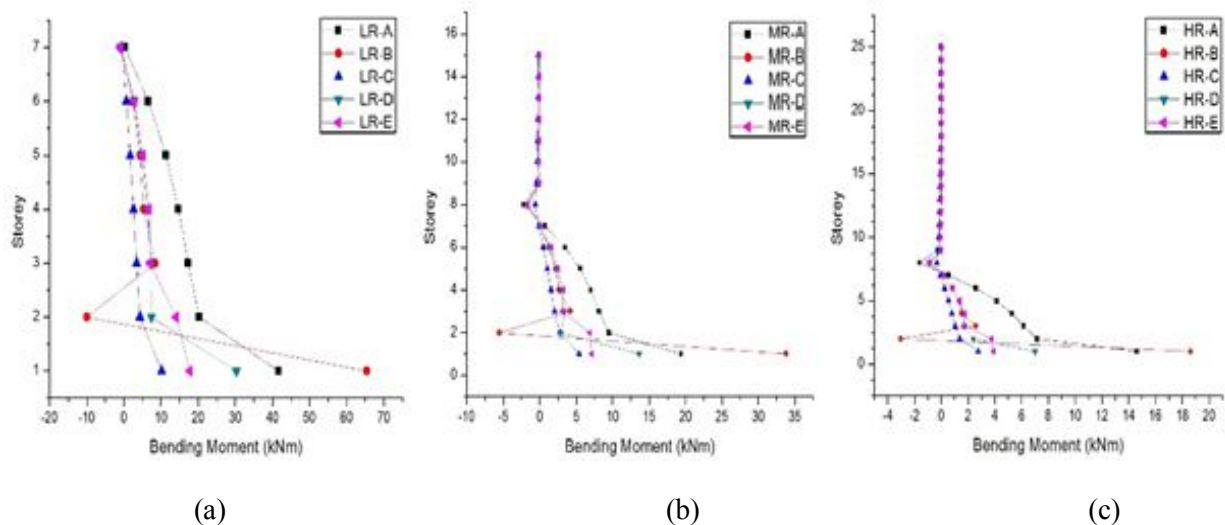 LR-A
LR-B
LR-C
LR-D
LR-E
7
6
5
4
3
2
1
Storey
-20 -10 0 10 20 30 40 50 60 70
Bending Moment (kNm)
(a)
MR-A
MR-B
MR-C
MR-D
MR-E
16
14
12
10
8
6
4
2
0
Storey
-10 -5 0 5 10 15 20 25 30 35
Bending Moment (kNm)
(b)
HR-A
HR-B
HR-C
HR-D
HR-E
25
20
15
10
5
0
Storey
-4 -2 0 2 4 6 8 10 12 14 16 18 20
Bending Moment (kNm)
(c)